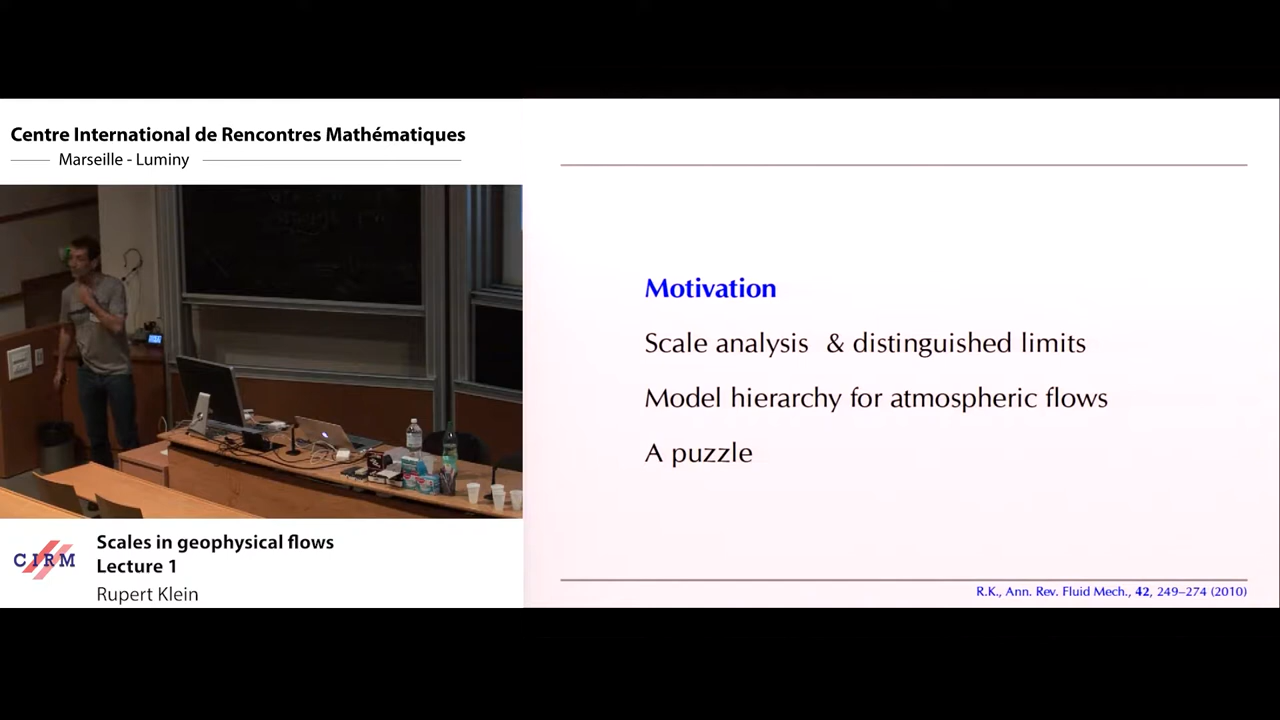 Centre International de Rencontres Mathématiques
Marseille - Luminy
CIRM
Scales in geophysical flows
Lecture 1
Rupert Klein
Motivation
Scale analysis & distinguished limits
Model hierarchy for atmospheric flows
A puzzle
R.K., Ann. Rev. Fluid Mech., 42, 249–274 (2010)